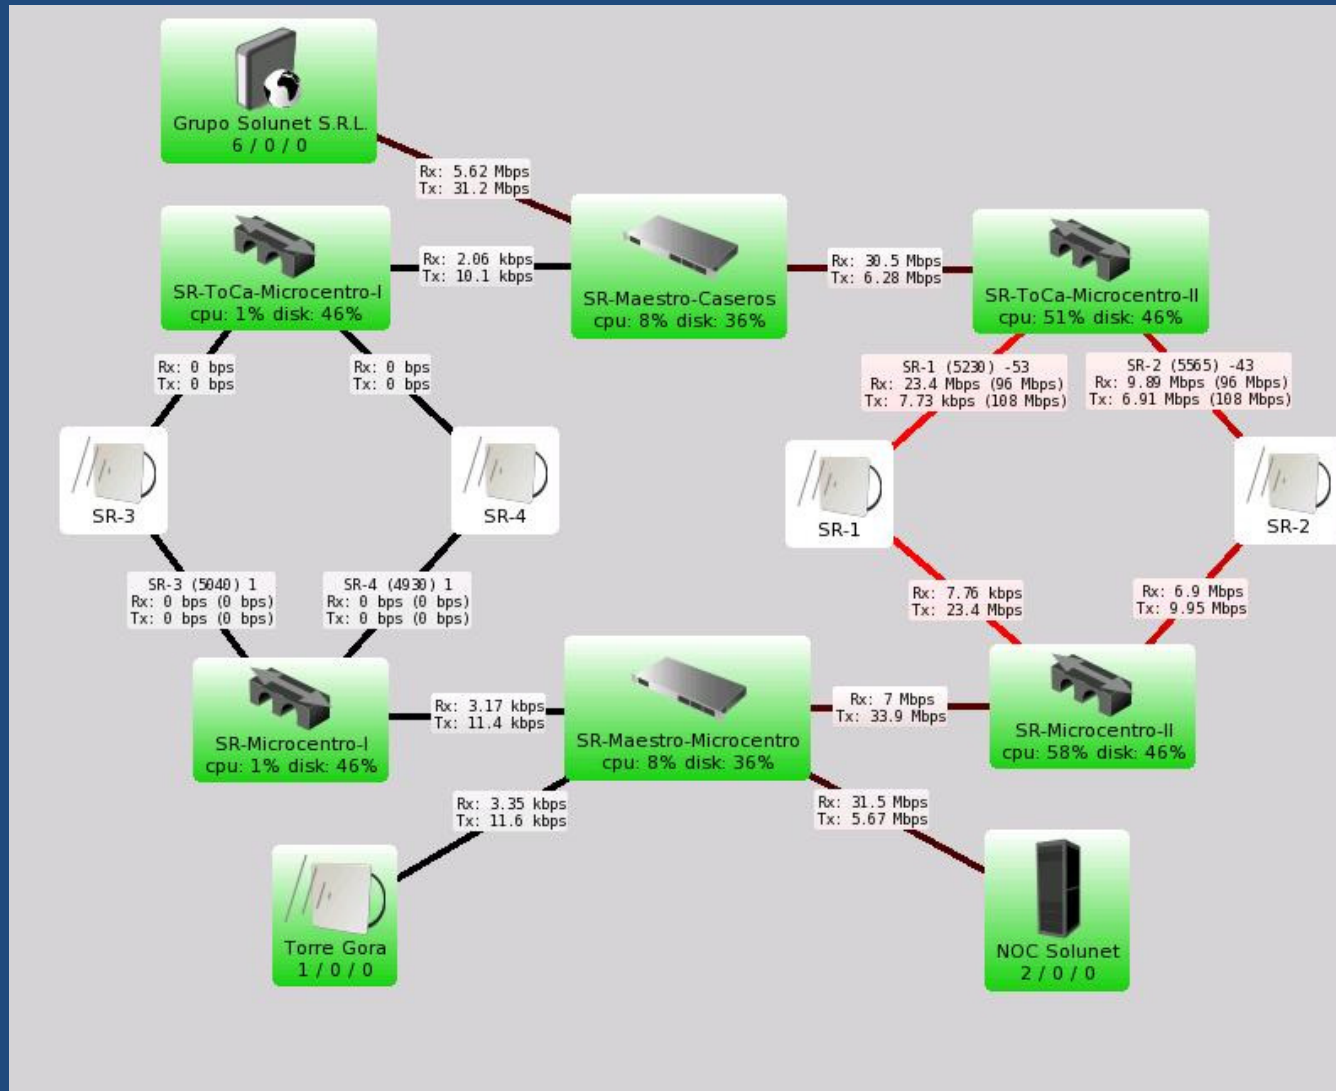 Grupo Solunet S.R.L.
6 / 0 / 0
Rx: 5.62 Mbps
Tx: 31.2 Mbps
SR-ToCa-Microcentro-I
cpu: 1% disk: 46%
Rx: 2.06 kbps
Tx: 10.1 kbps
SR-Maestro-Caseros
cpu: 8% disk: 36%
Rx: 30.5 Mbps
Tx: 6.28 Mbps
SR-ToCa-Microcentro-II
cpu: 51% disk: 46%
Rx: 0 bps
Tx: 0 bps
Rx: 0 bps
Tx: 0 bps
SR-1 (5230) -53
Rx: 23.4 Mbps (96 Mbps)
Tx: 7.73 kbps (108 Mbps)
SR-2 (5565) -43
Rx: 9.89 Mbps (96 Mbps)
Tx: 6.91 Mbps (108 Mbps)
SR-3
SR-4
SR-1
SR-2
SR-3 (5040) 1
Rx: 0 bps (0 bps)
Tx: 0 bps (0 bps)
SR-4 (4930) 1
Rx: 0 bps (0 bps)
Tx: 0 bps (0 bps)
Rx: 7.76 kbps
Tx: 23.4 Mbps
Rx: 6.9 Mbps
Tx: 9.95 Mbps
SR-Microcentro-I
cpu: 1% disk: 46%
Rx: 3.17 kbps
Tx: 11.4 kbps
SR-Maestro-Microcentro
cpu: 8% disk: 36%
Rx: 7 Mbps
Tx: 33.9 Mbps
SR-Microcentro-II
cpu: 58% disk: 46%
Rx: 3.35 kbps
Tx: 11.6 kbps
Rx: 31.5 Mbps
Tx: 5.67 Mbps
Torre Gora
1 / 0 / 0
NOC Solunet
2 / 0 / 0